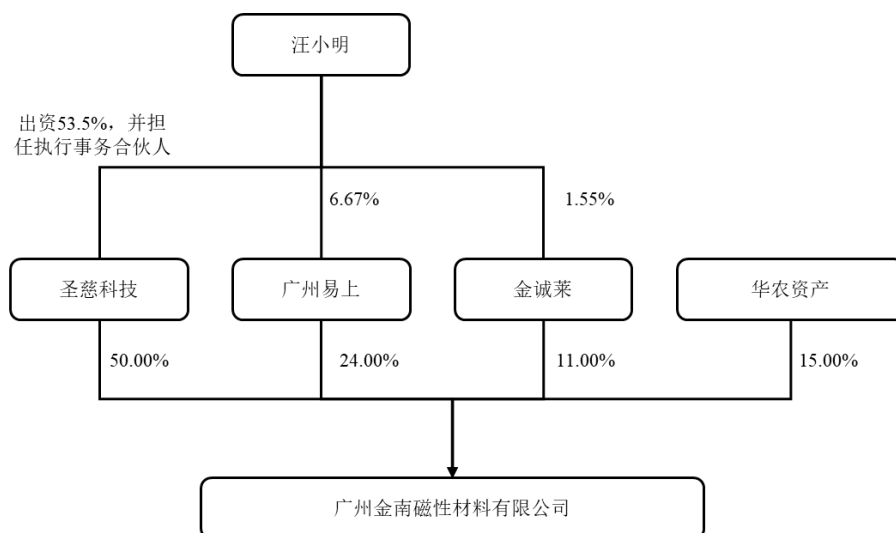 汪小明
出资53.5%，并担
任执行事务合伙人
6.67%
1.55%
圣慈科技
广州易上
金诚莱
华农资产
50.00%
24.00%
11.00%
15.00%
广州金南磁性材料有限公司